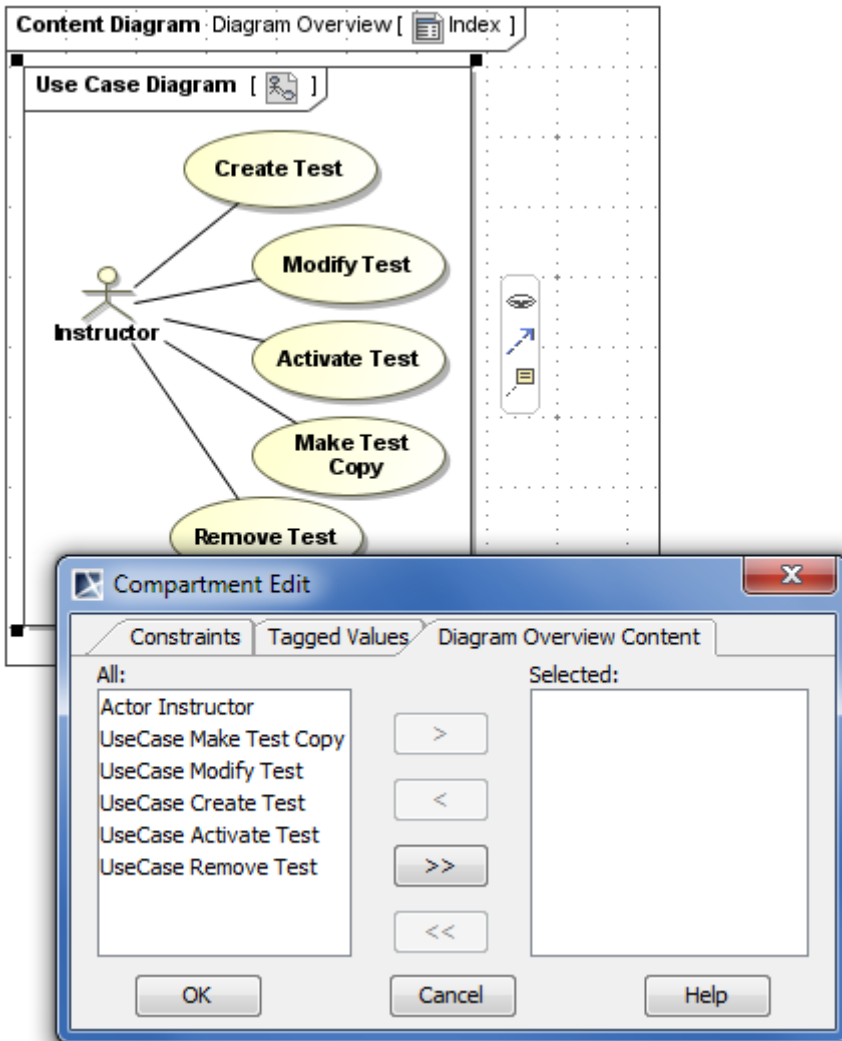 Content Diagram Diagram Overview [ Index ]
Use Case Diagram [ ]
Create Test
Modify Test
Instructor
Activate Test
Make Test
Copy
Remove Test
Compartment Edit
x
Constraints Tagged Values Diagram Overview Content
All: Selected:
Actor Instructor
UseCase Make Test Copy
UseCase Modify Test
UseCase Create Test
UseCase Activate Test
UseCase Remove Test
>
<
>>
<<
OK Cancel Help